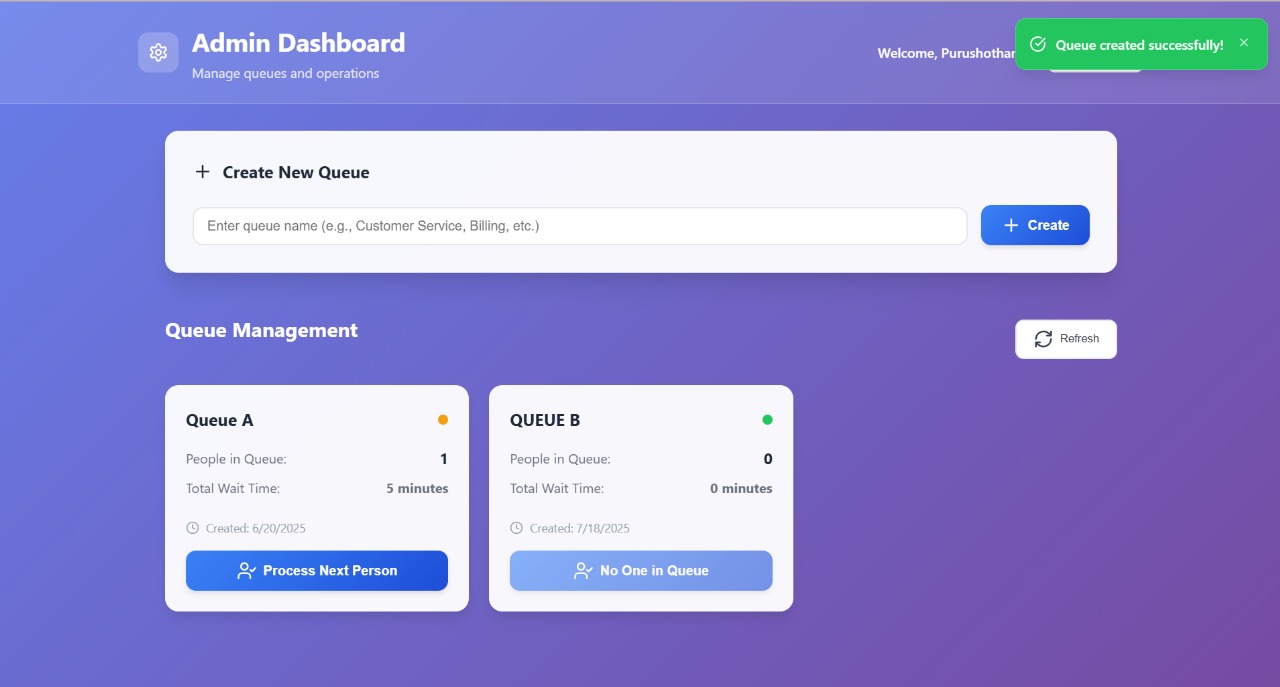 Admin Dashboard
Manage queues and operations
Welcome,
Queue created successfully!
Create New Queue
Enter queue name (e.g., Customer Service, Billing, etc.)
Create
Queue Management
Refresh
Queue A
People in Queue: 1
Total Wait Time: 5 minutes
Created: 6/20/2025
Process Next Person
QUEUE B
People in Queue: 0
Total Wait Time: 0 minutes
Created: 7/18/2025
No One in Queue